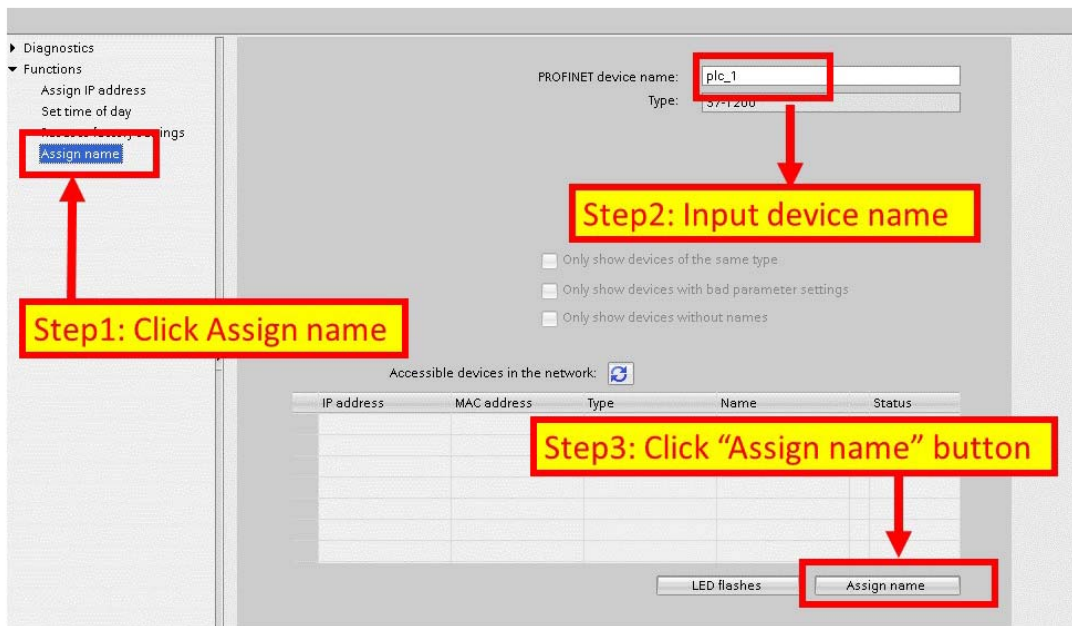 Diagnostics
Functions
Assign IP address
Set time of day
Assign name
PROFINET device name: plc_1
Type: S7-1200
Step2: Input device name
Only show devices of the same type
Only show devices with bad parameter settings
Only show devices without names
Step1: Click Assign name
Accessible devices in the network:
IP address MAC address Type Name Status
Step3: Click “Assign name” button
LED flashes Assign name